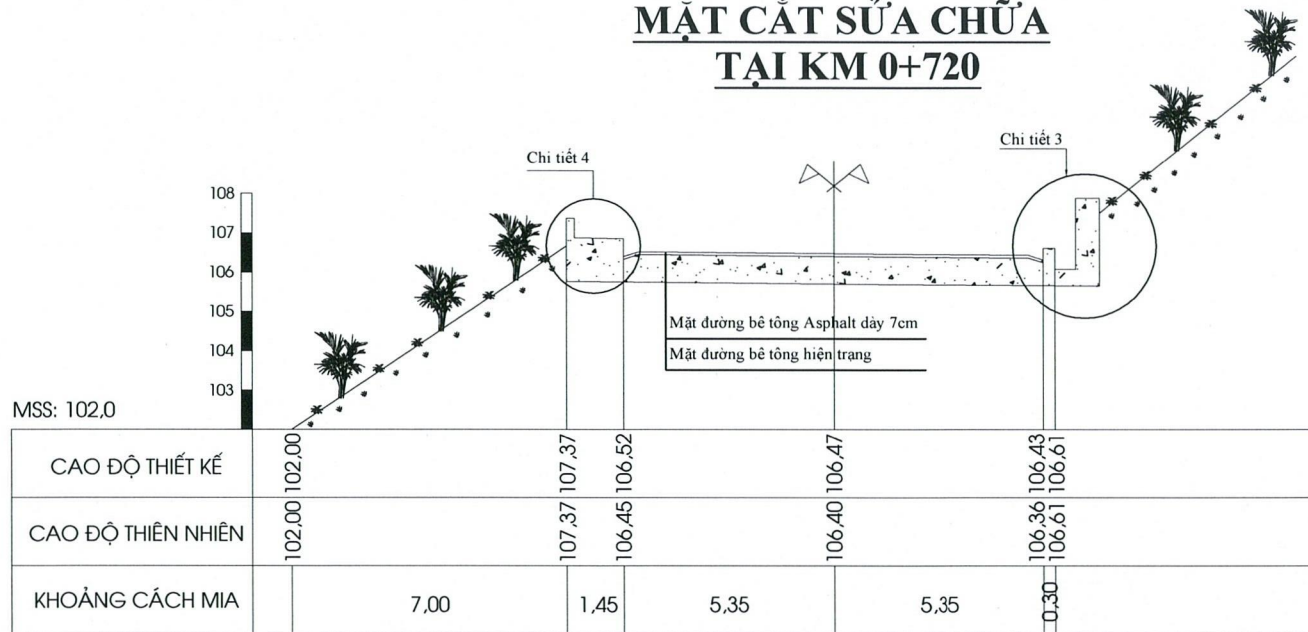 MẶT CẮT SỬA CHỮA
TẠI KM 0+720
Chi tiết 4
Chi tiết 3
108
107
106
105
104
103
Mặt đường bê tông Asphalt dày 7cm
Mặt đường bê tông hiện trạng
MSS: 102,0
CAO ĐỘ THIẾT KẾ 102,00 107,37 106,52 106,47 106,43 106,61
CAO ĐỘ THIÊN NHIÊN 102,00 107,37 106,45 106,40 106,36 106,61
KHOẢNG CÁCH MIA 7,00 1,45 5,35 5,35 0,30